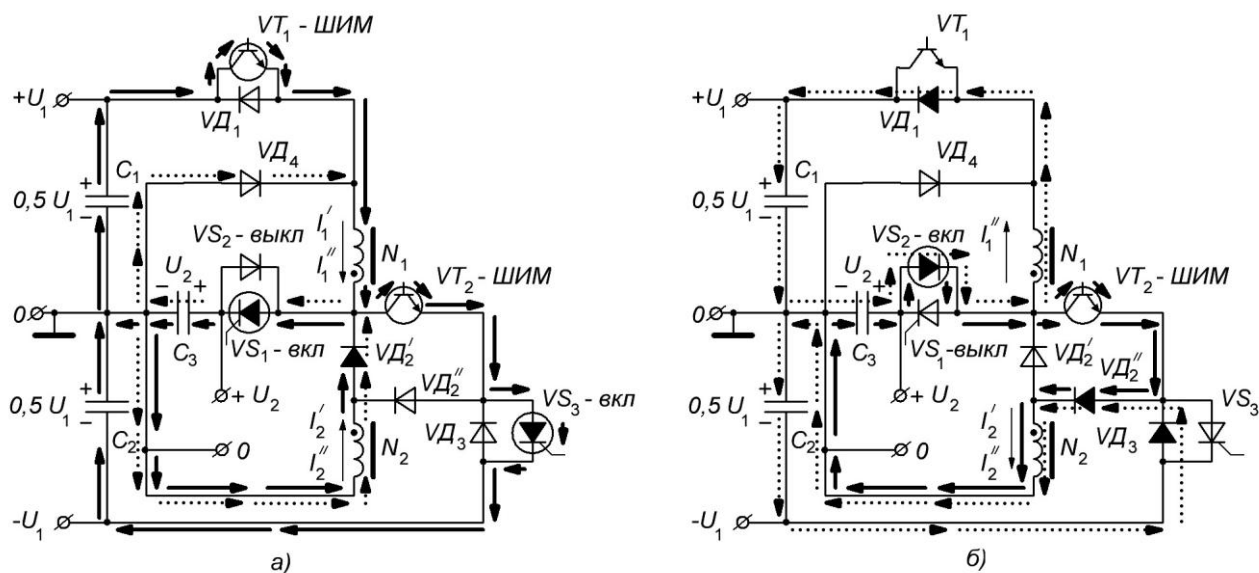 VT₁ - ШИМ
+U₁
VД₁
C₁
VД₄
0,5 U₁
+
–
VS₂ - выкл
I₁′
I₁″
N₁
VT₂ - ШИМ
U₂
– +
0
C₃
VS₁ - вкл
VД₂′
VД₂″
+ U₂
VS₃ - вкл
0,5 U₁
+
–
C₂
0
I₂′
I₂″
N₂
VД₃
-U₁
а)
VT₁
+U₁
VД₁
C₁
VД₄
0,5 U₁
+
–
VS₂ - вкл
I₁″
N₁
VT₂ - ШИМ
U₂
– +
0
C₃
VS₁ - выкл
VД₂′
VД₂″
+ U₂
VS₃
0,5 U₁
+
–
C₂
0
I₂′
I₂″
N₂
VД₃
-U₁
б)